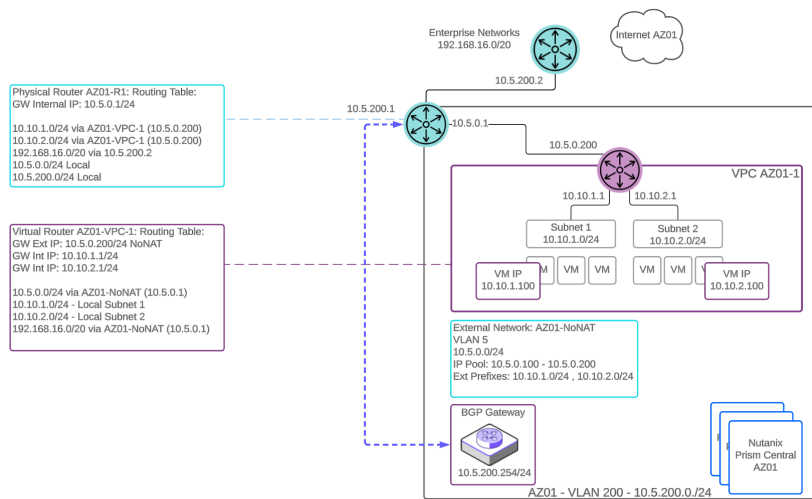 Enterprise Networks
192.168.16.0/20
Internet AZ01
10.5.200.2
Physical Router AZ01-R1: Routing Table:
GW Internal IP: 10.5.0.1/24
10.10.1.0/24 via AZ01-VPC-1 (10.5.0.200)
10.10.2.0/24 via AZ01-VPC-1 (10.5.0.200)
192.168.16.0/20 via 10.5.200.2
10.5.0.0/24 Local
10.5.200.0/24 Local
10.5.200.1
10.5.0.1
10.5.0.200
VPC AZ01-1
10.10.1.1
10.10.2.1
Subnet 1
10.10.1.0/24
Subnet 2
10.10.2.0/24
VM
VM
VM
VM
VM
VM IP
10.10.1.100
VM IP
10.10.2.100
Virtual Router AZ01-VPC-1: Routing Table:
GW Ext IP: 10.5.0.200/24 NoNAT
GW Int IP: 10.10.1.1/24
GW Int IP: 10.10.2.1/24
10.5.0.0/24 via AZ01-NoNAT (10.5.0.1)
10.10.1.0/24 - Local Subnet 1
10.10.2.0/24 - Local Subnet 2
192.168.16.0/20 via AZ01-NoNAT (10.5.0.1)
External Network: AZ01-NoNAT
VLAN 5
10.5.0.0/24
IP Pool: 10.5.0.100 - 10.5.0.200
Ext Prefixes: 10.10.1.0/24 , 10.10.2.0/24
BGP Gateway
10.5.200.254/24
Nutanix
Prism Central
AZ01
AZ01 - VLAN 200 - 10.5.200.0./24